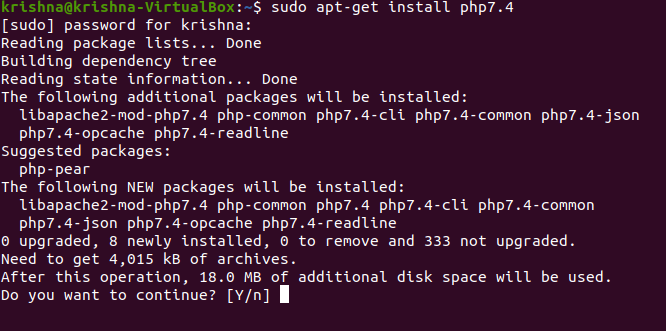 krishna@krishna-VirtualBox:~$ sudo apt-get install php7.4
[sudo] password for krishna:
Reading package lists... Done
Building dependency tree
Reading state information... Done
The following additional packages will be installed:
  libapache2-mod-php7.4 php-common php7.4-cli php7.4-common php7.4-json
  php7.4-opcache php7.4-readline
Suggested packages:
  php-pear
The following NEW packages will be installed:
  libapache2-mod-php7.4 php-common php7.4 php7.4-cli php7.4-common
  php7.4-json php7.4-opcache php7.4-readline
0 upgraded, 8 newly installed, 0 to remove and 333 not upgraded.
Need to get 4,015 kB of archives.
After this operation, 18.0 MB of additional disk space will be used.
Do you want to continue? [Y/n]